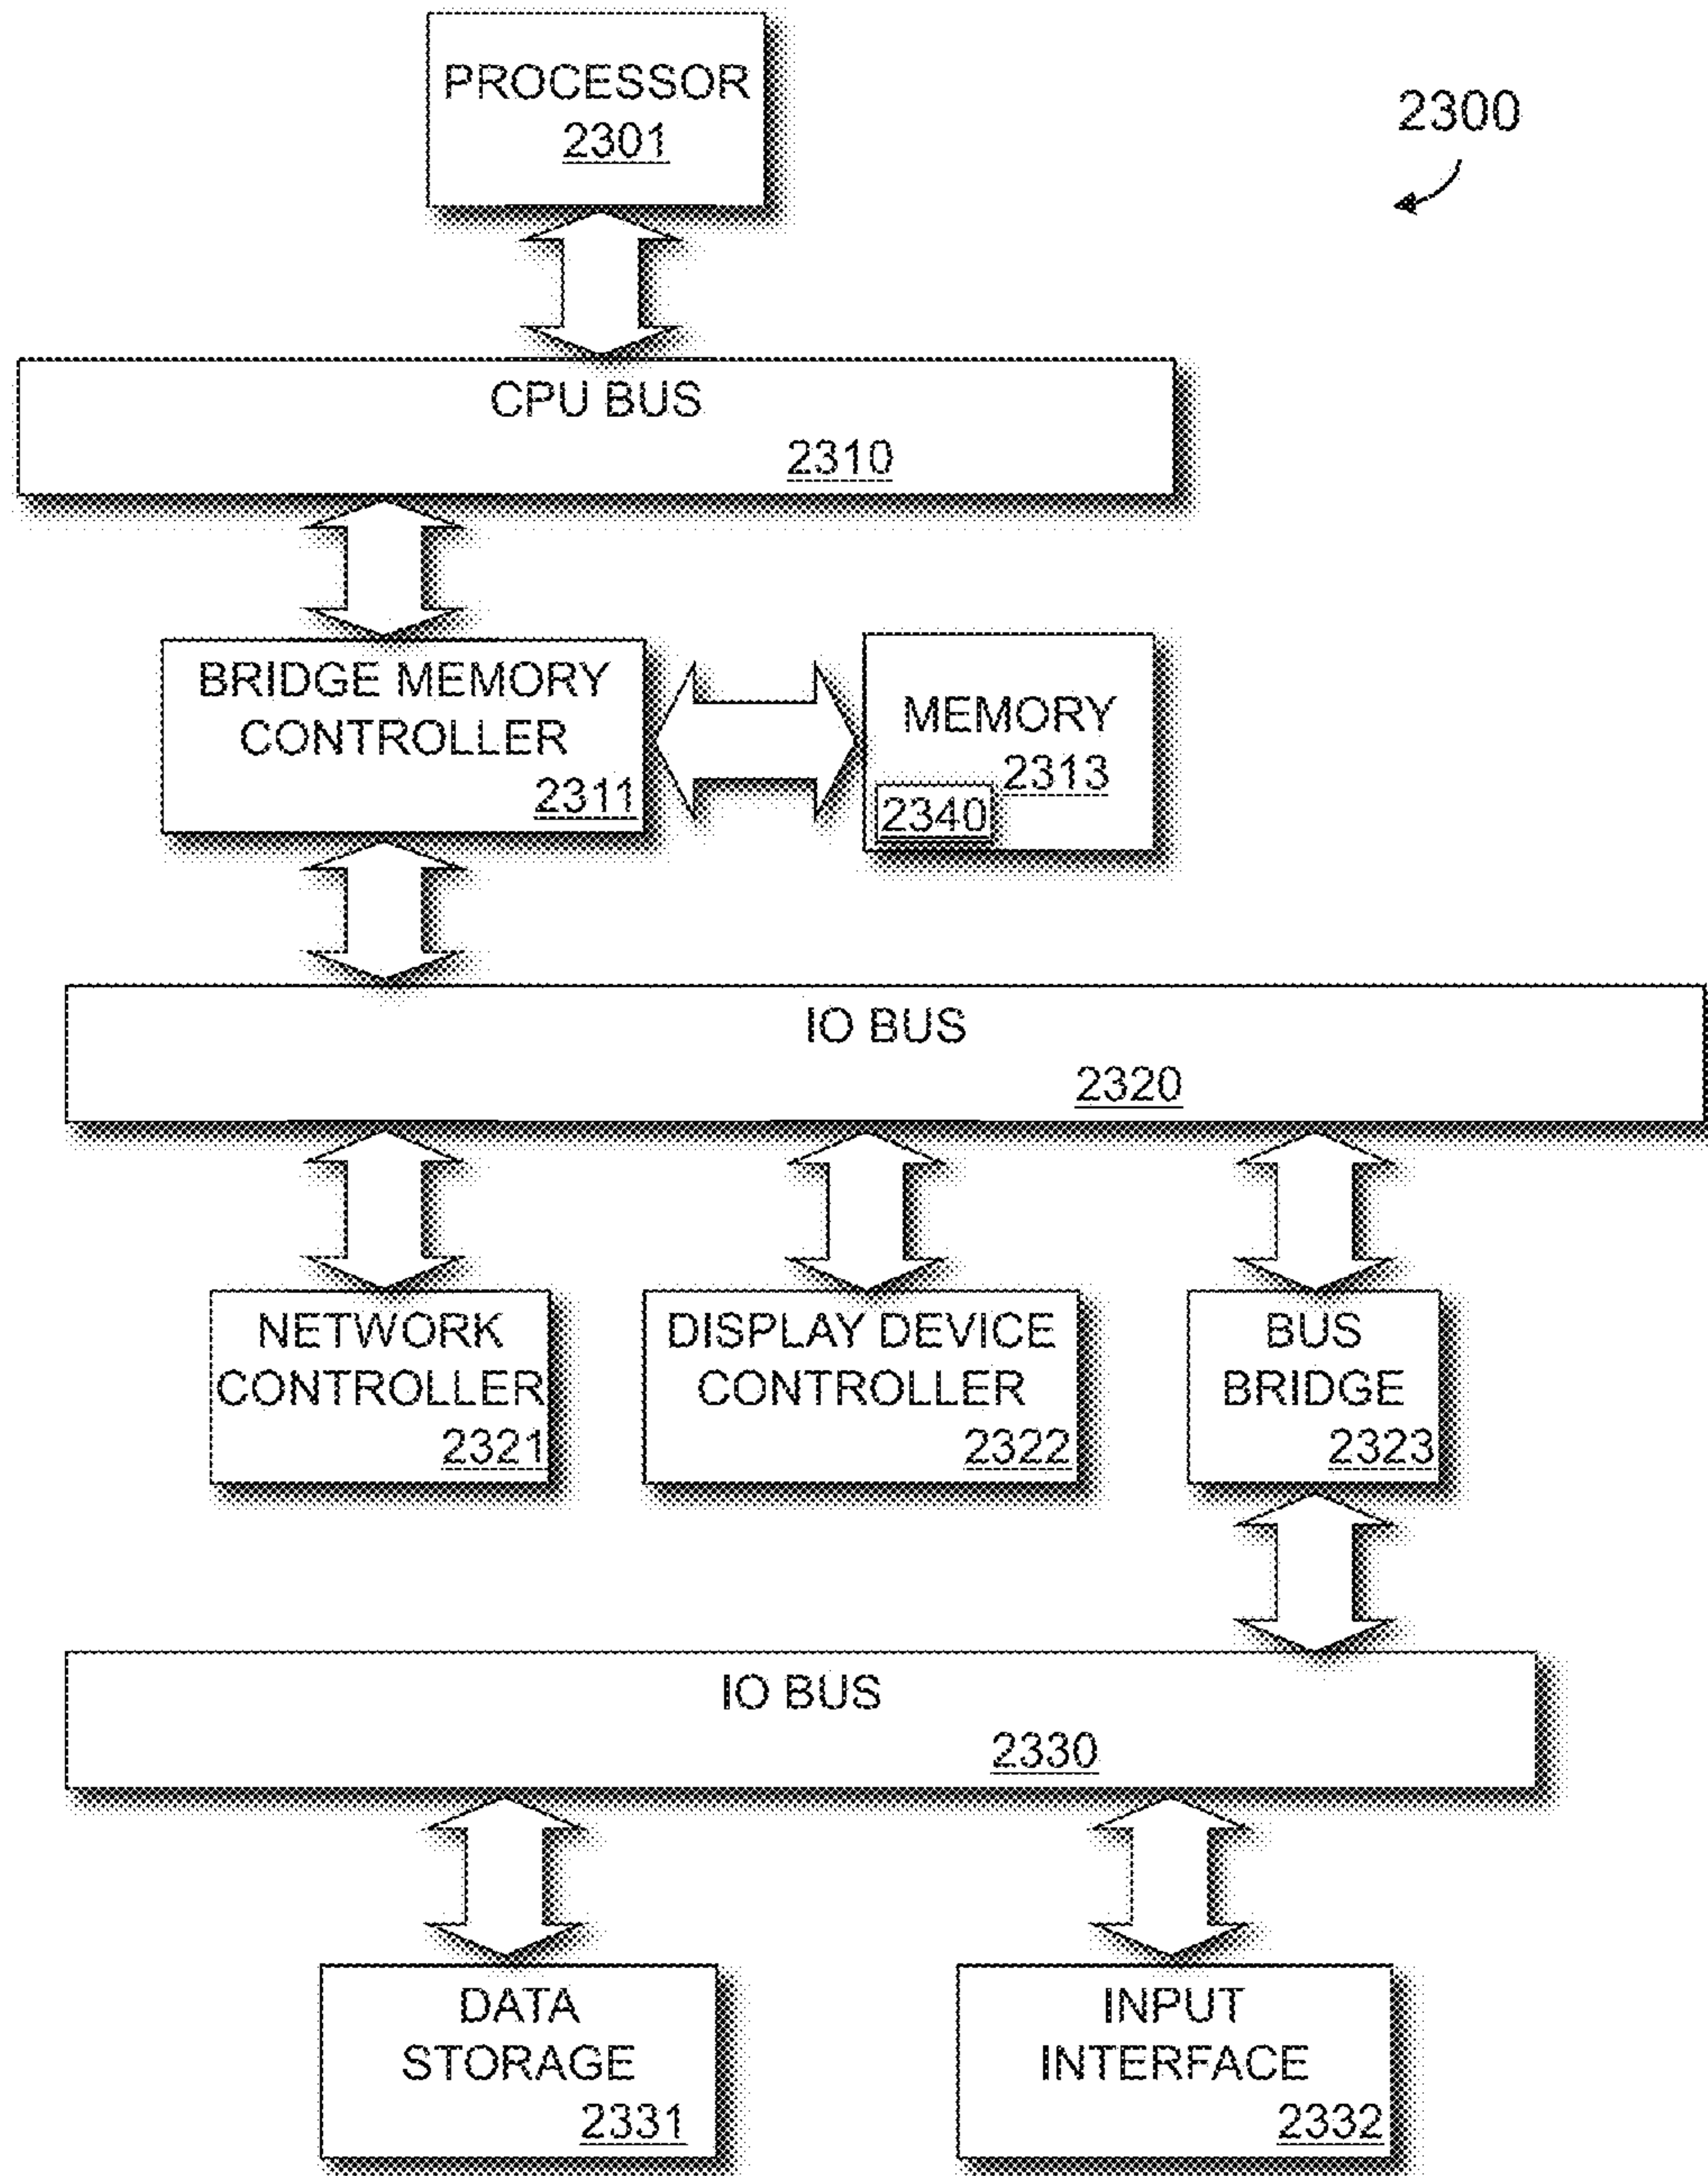 PROCESSOR
2301
2300
CPU BUS
2310
BRIDGE MEMORY
CONTROLLER
2311
MEMORY
2313
2340
IO BUS
2320
NETWORK
CONTROLLER
2321
DISPLAY DEVICE
CONTROLLER
2322
BUS
BRIDGE
2323
IO BUS
2330
DATA
STORAGE
2331
INPUT
INTERFACE
2332